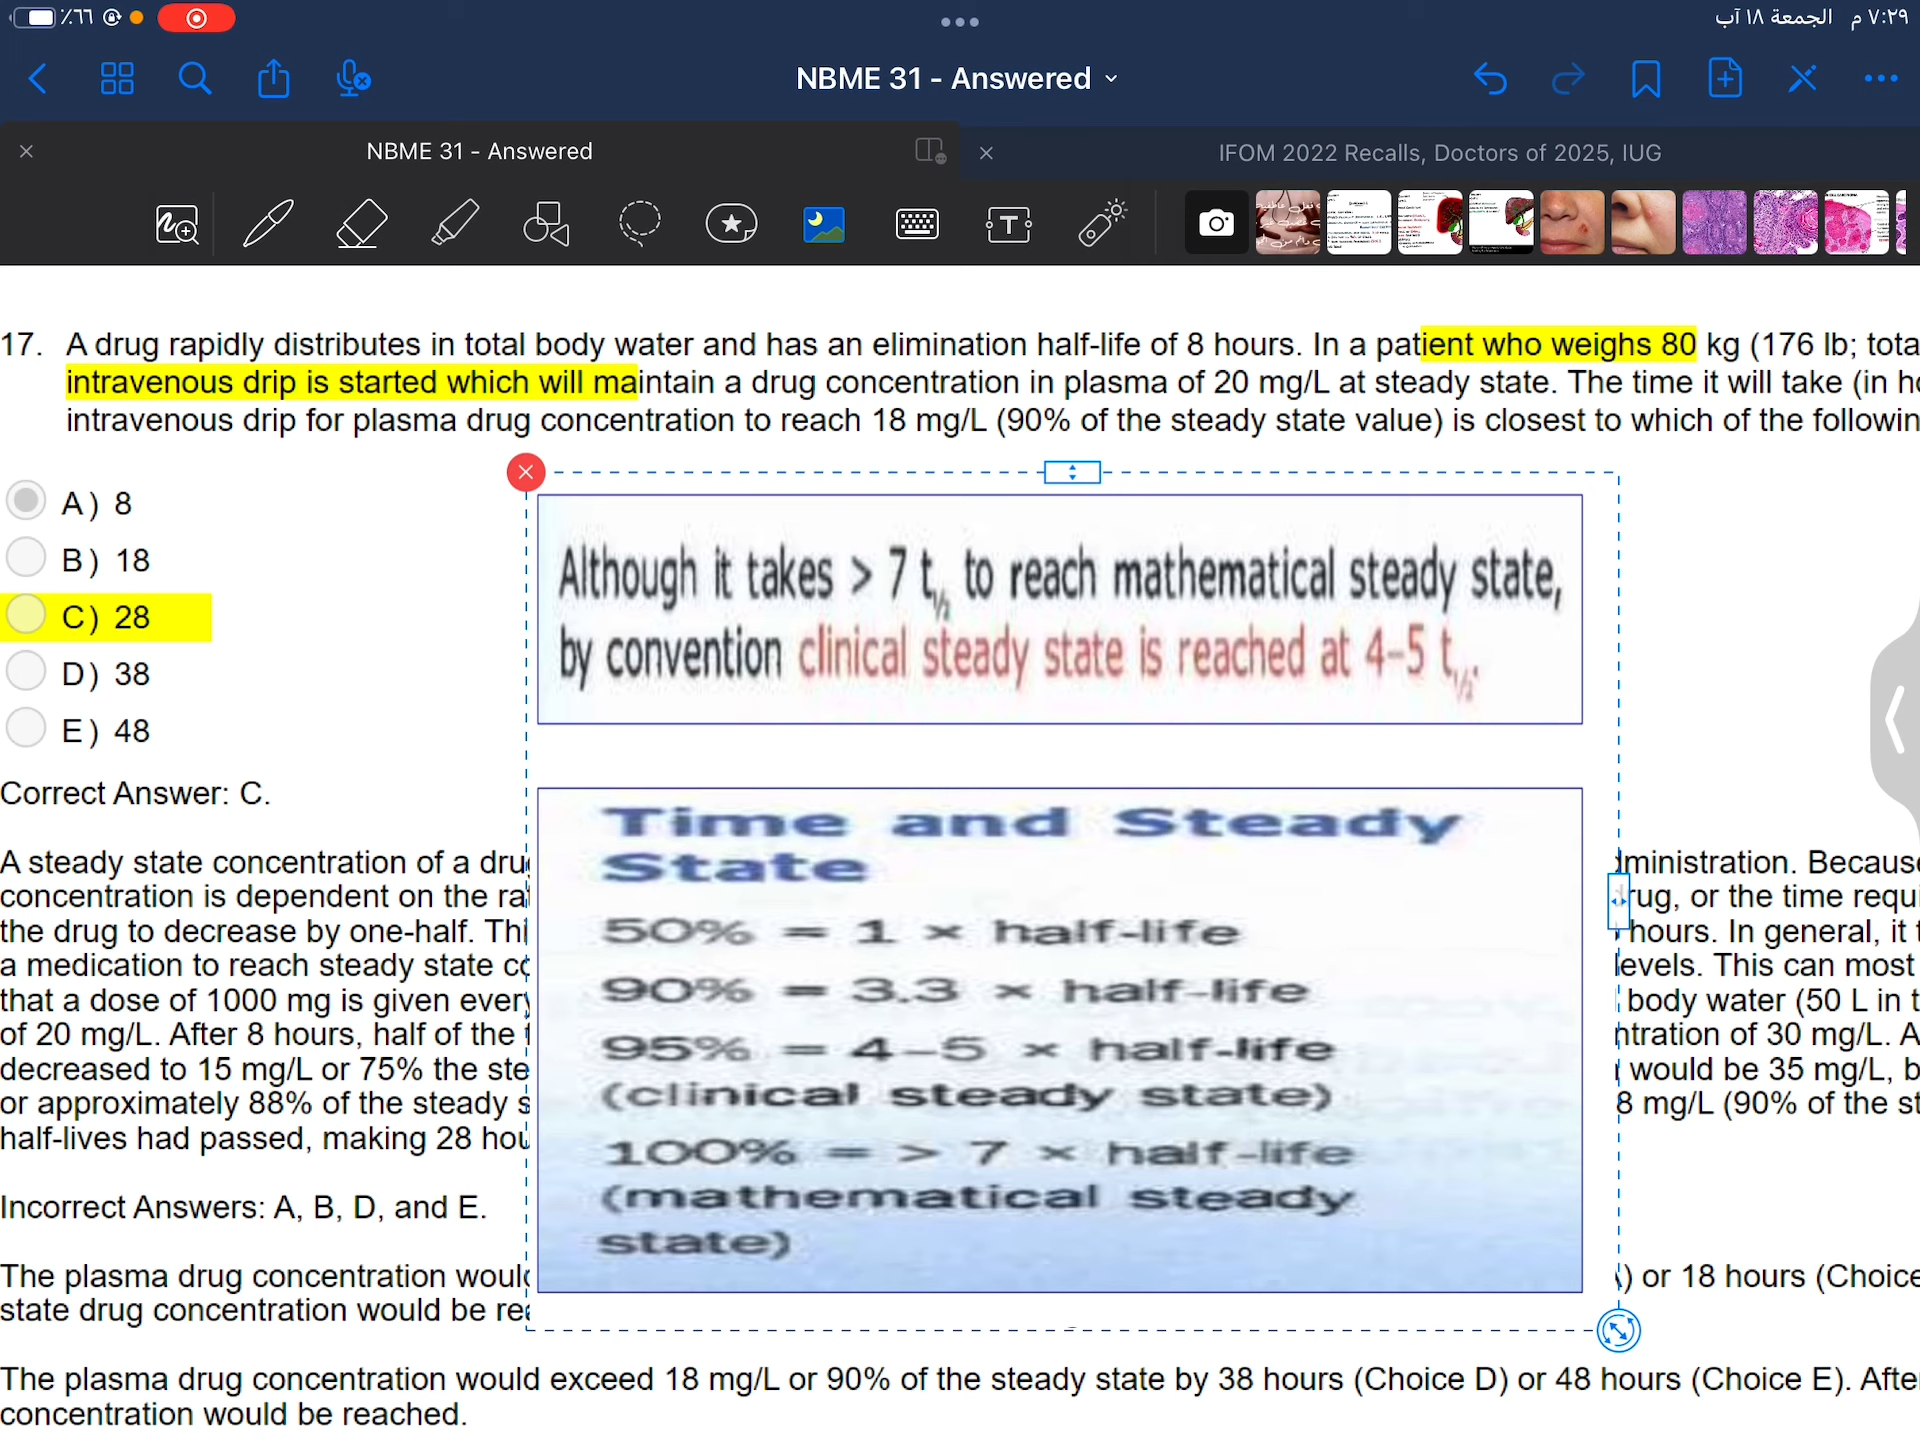 ٪٦٦
٧:٢٩ م الجمعة ١٨ آب
NBME 31 - Answered
NBME 31 - Answered
IFOM 2022 Recalls, Doctors of 2025, IUG
17. A drug rapidly distributes in total body water and has an elimination half-life of 8 hours. In a patient who weighs 80 kg (176 lb; tota
intravenous drip is started which will maintain a drug concentration in plasma of 20 mg/L at steady state. The time it will take (in
intravenous drip for plasma drug concentration to reach 18 mg/L (90% of the steady state value) is closest to which of the followin
A) 8
B) 18
C) 28
D) 38
E) 48
Although it takes > 7 t½ to reach mathematical steady state,
by convention clinical steady state is reached at 4–5 t½.
Time and Steady
State
50% = 1 × half-life
90% = 3.3 × half-life
95% = 4–5 × half-life
(clinical steady state)
100% = > 7 × half-life
(mathematical steady
state)
Correct Answer: C.
A steady state concentration of a dru ministration. Because
concentration is dependent on the ra rug, or the time requi
the drug to decrease by one-half. Thi hours. In general, it t
a medication to reach steady state co levels. This can most
that a dose of 1000 mg is given every body water (50 L in t
of 20 mg/L. After 8 hours, half of the ntration of 30 mg/L. A
decreased to 15 mg/L or 75% the ste would be 35 mg/L, b
or approximately 88% of the steady s 8 mg/L (90% of the st
half-lives had passed, making 28 hou
Incorrect Answers: A, B, D, and E.
The plasma drug concentration would ) or 18 hours (Choice
state drug concentration would be rea
The plasma drug concentration would exceed 18 mg/L or 90% of the steady state by 38 hours (Choice D) or 48 hours (Choice E). Afte
concentration would be reached.